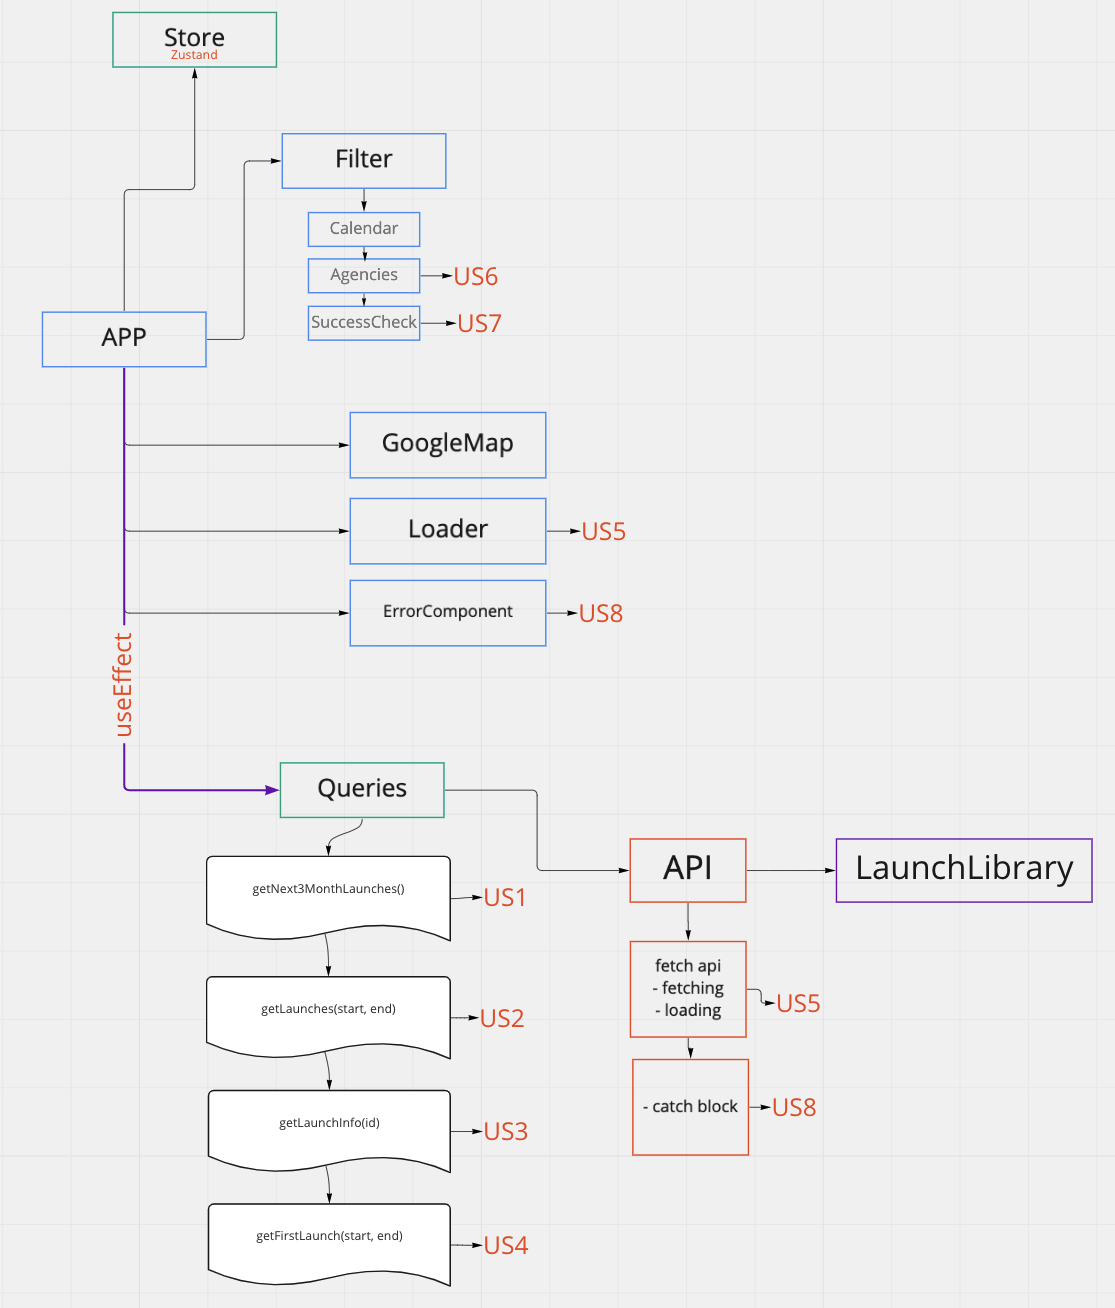 Store
Zustand
Filter
Calendar
Agencies
US6
SuccessCheck
US7
APP
GoogleMap
Loader
US5
ErrorComponent
US8
useEffect
Queries
API
LaunchLibrary
getNext3MonthLaunches()
US1
fetch api
- fetching
- loading
US5
getLaunches(start, end)
US2
- catch block
US8
getLaunchInfo(id)
US3
getFirstLaunch(start, end)
US4